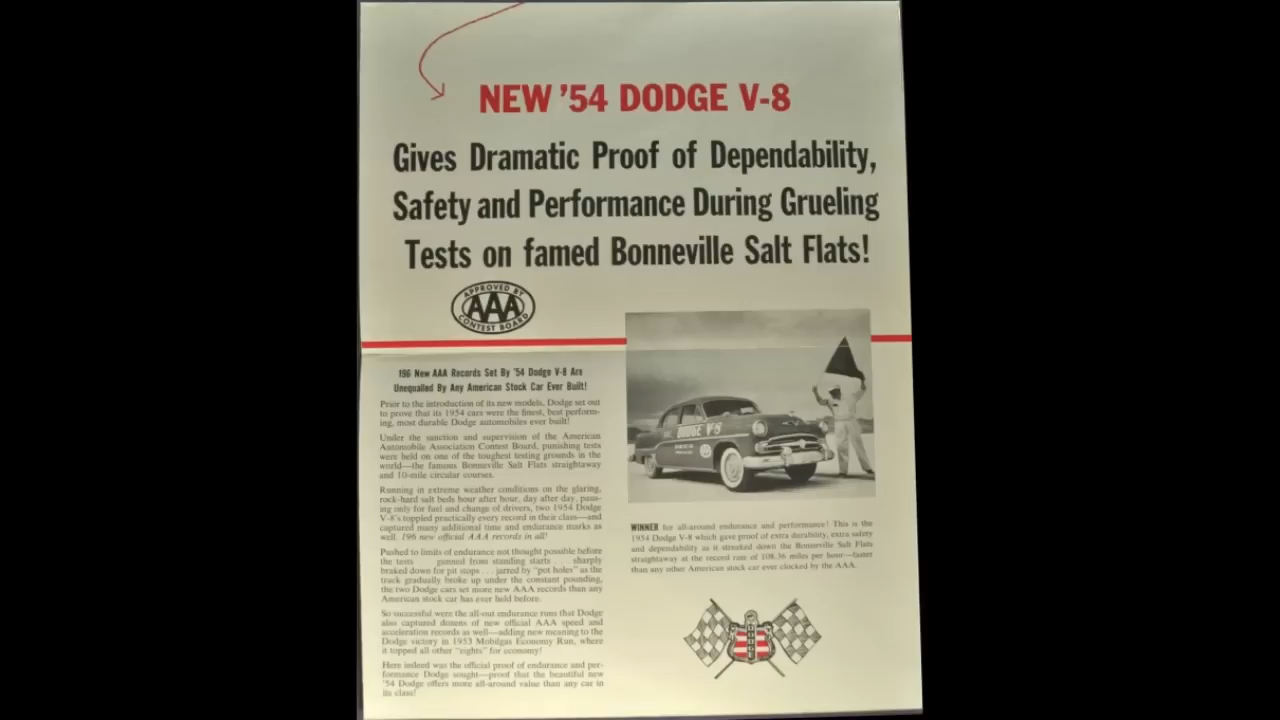 NEW '54 DODGE V-8
Gives Dramatic Proof of Dependability,
Safety and Performance During Grueling
Tests on famed Bonneville Salt Flats!
APPROVED BY
AAA
CONTEST BOARD
196 New AAA Records Set By '54 Dodge V-8 Are
Unequalled By Any American Stock Car Ever Built!
Prior to the introduction of its new models, Dodge set out
to prove that its 1954 cars were the finest, best perform-
ing, most durable Dodge automobiles ever built!
Under the sanction and supervision of the American
Automobile Association Contest Board, punishing tests
were held on one of the toughest testing grounds in the
world—the famous Bonneville Salt Flats straightaway
and 10-mile circular courses.
Running in extreme weather conditions on the glaring,
rock-hard salt beds hour after hour, day after day, paus-
ing only for fuel and change of drivers, two 1954 Dodge
V-8's toppled practically every record in their class—and
captured many additional time and endurance marks as
well. 196 new official AAA records in all!
Pushed to limits of endurance not thought possible before
the tests gunned from standing starts . . . sharply
braked down for pit stops . . . jarred by "pot holes" as the
track gradually broke up under the constant pounding,
the two Dodge cars set more new AAA records than any
American stock car has ever held before.
So successful were the all-out endurance runs that Dodge
also captured dozens of new official AAA speed and
acceleration records as well—adding new meaning to the
Dodge victory in 1953 Mobilgas Economy Run, where
it topped all other "eights" for economy!
Here indeed was the official proof of endurance and per-
formance Dodge sought—proof that the beautiful new
'54 Dodge offers more all-around value than any car in
its class!
DODGE V-8
WINNER for all-around endurance and performance! This is the
1954 Dodge V-8 which gave proof of extra durability, extra safety
and dependability as it streaked down the Bonneville Salt Flats
straightaway at the record rate of 108.36 miles per hour—faster
than any other American stock car ever clocked by the AAA.
DODGE